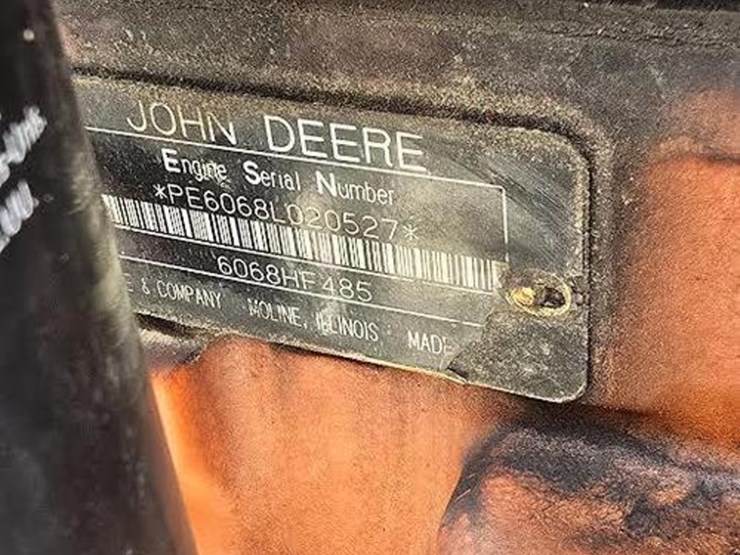 JOHN DEERE
Engine Serial Number
*PE6068L020527*
6068HF485
E & COMPANY MOLINE, ILLINOIS MADE